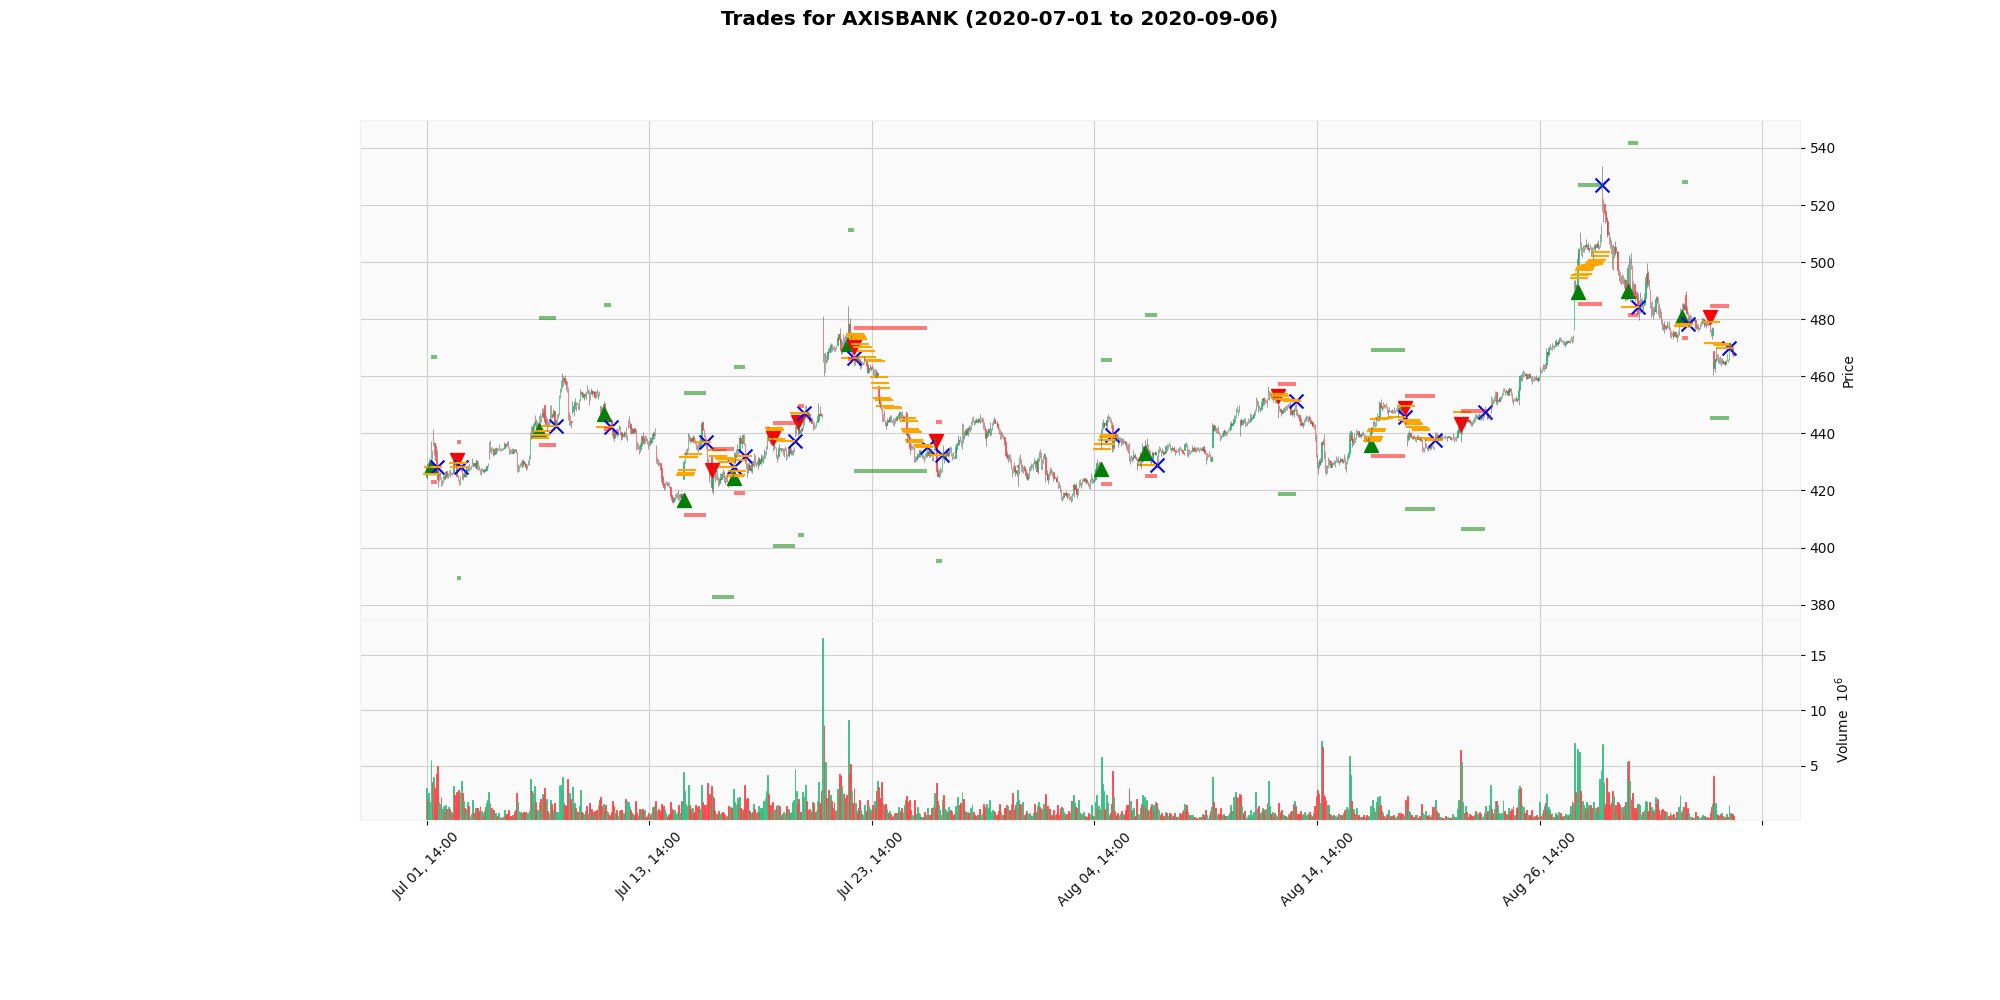 Trades for AXISBANK (2020-07-01 to 2020-09-06)
540
520
500
480
460
440
420
400
380
Price
15
10
5
Volume 10^6
Jul 01, 14:00
Jul 13, 14:00
Jul 23, 14:00
Aug 04, 14:00
Aug 14, 14:00
Aug 26, 14:00